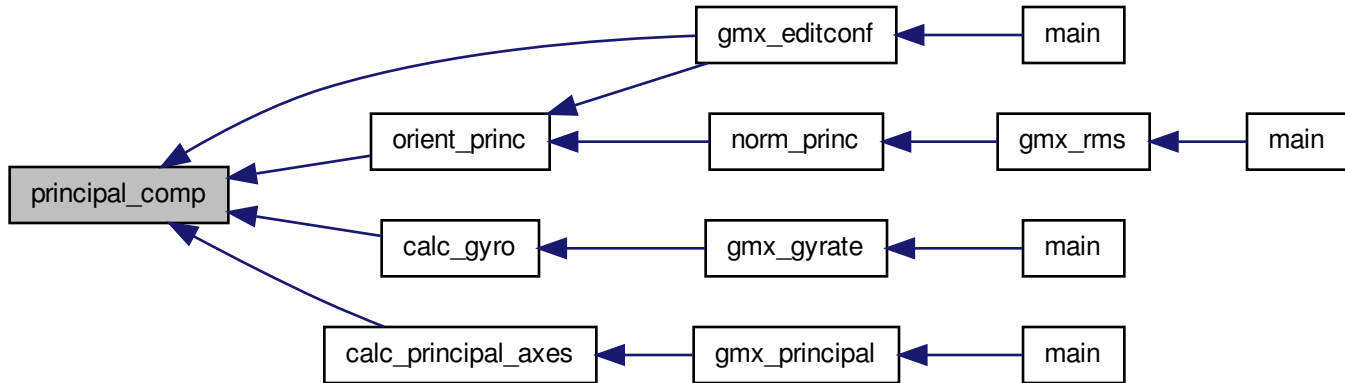 gmx_editconf
main
orient_princ
norm_princ
gmx_rms
main
principal_comp
calc_gyro
gmx_gyrate
main
calc_principal_axes
gmx_principal
main